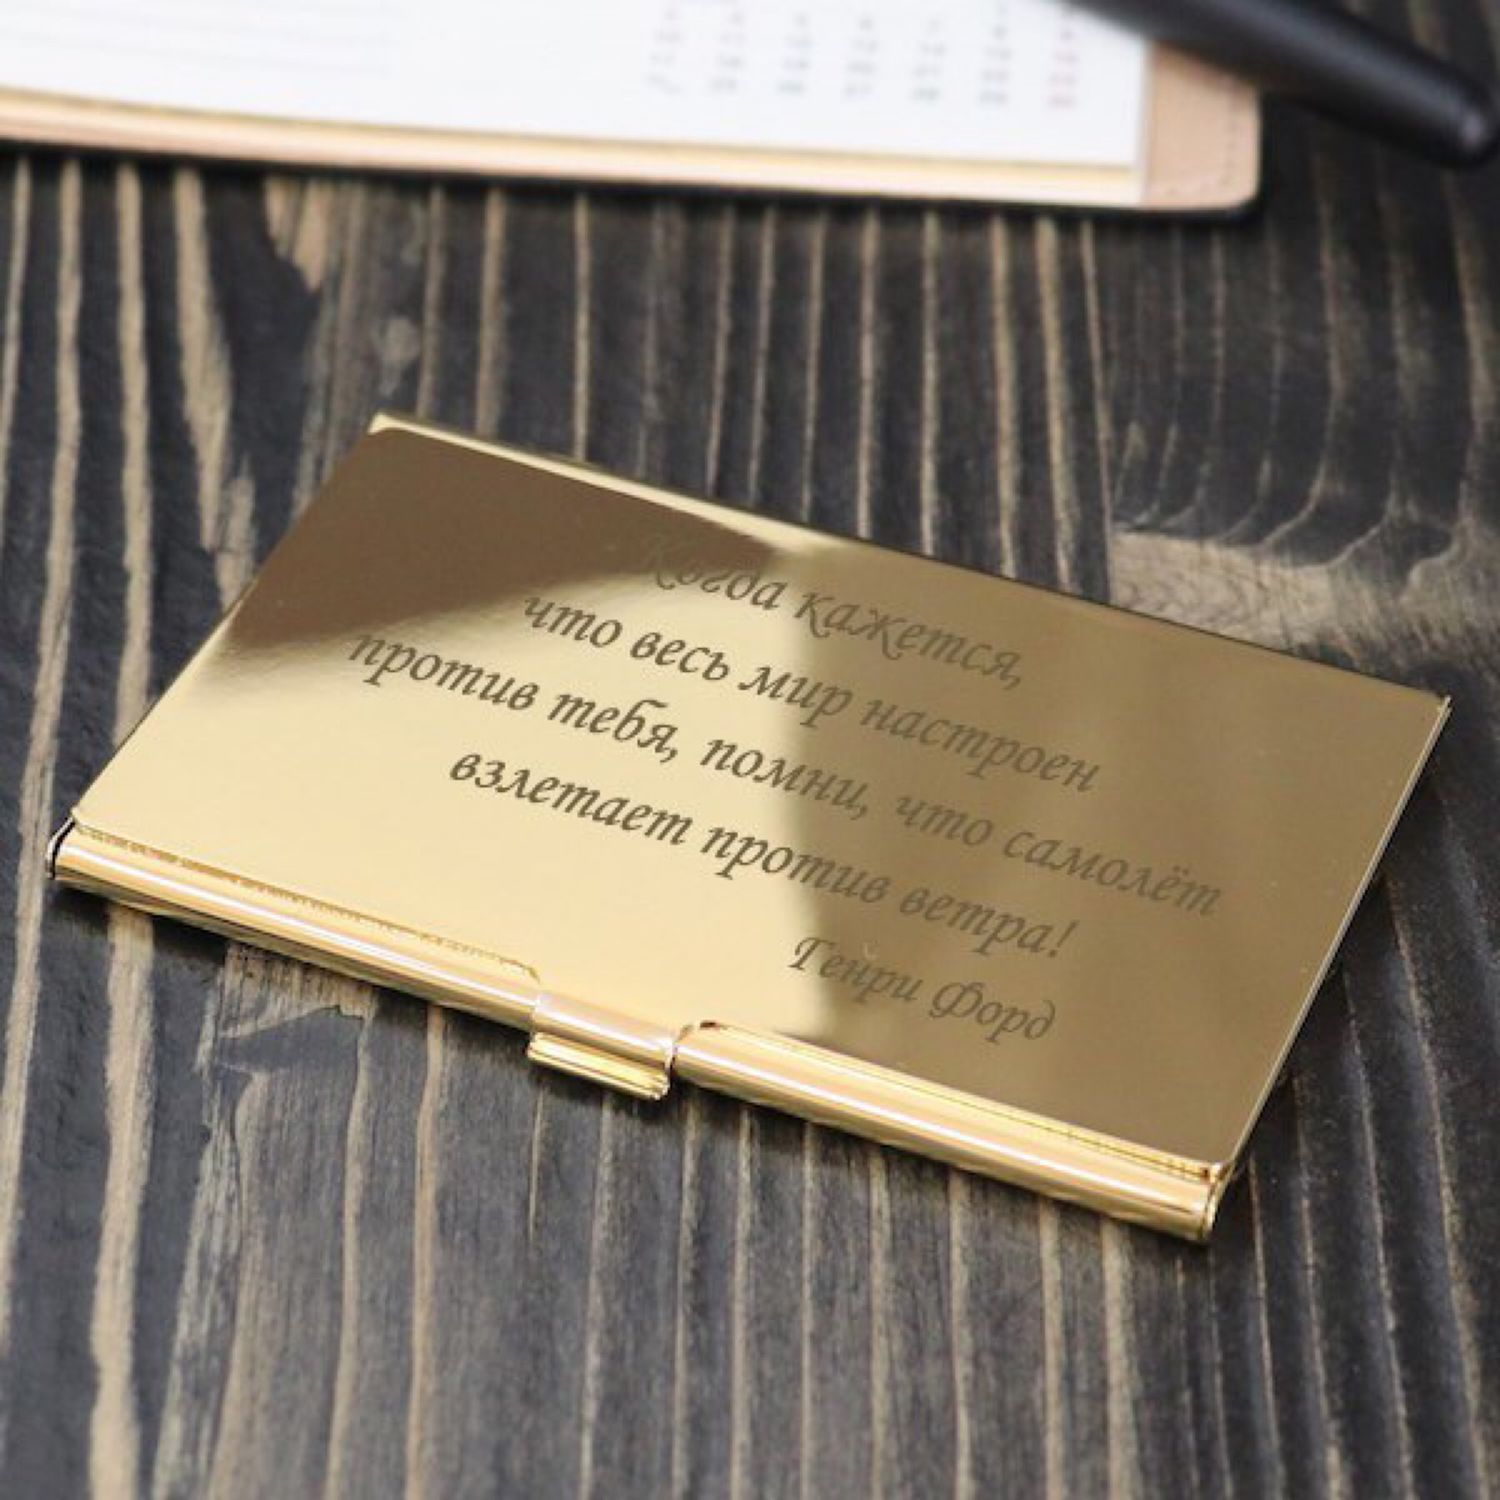 Когда кажется,
что весь мир настроен
против тебя, помни, что самолёт
взлетает против ветра!
Генри Форд